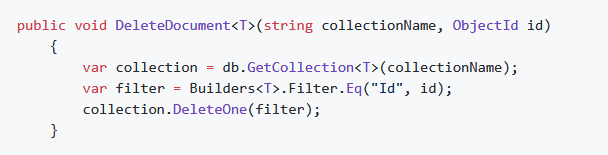 public void DeleteDocument<T>(string collectionName, ObjectId id)
    {
        var collection = db.GetCollection<T>(collectionName);
        var filter = Builders<T>.Filter.Eq("Id", id);
        collection.DeleteOne(filter);
    }